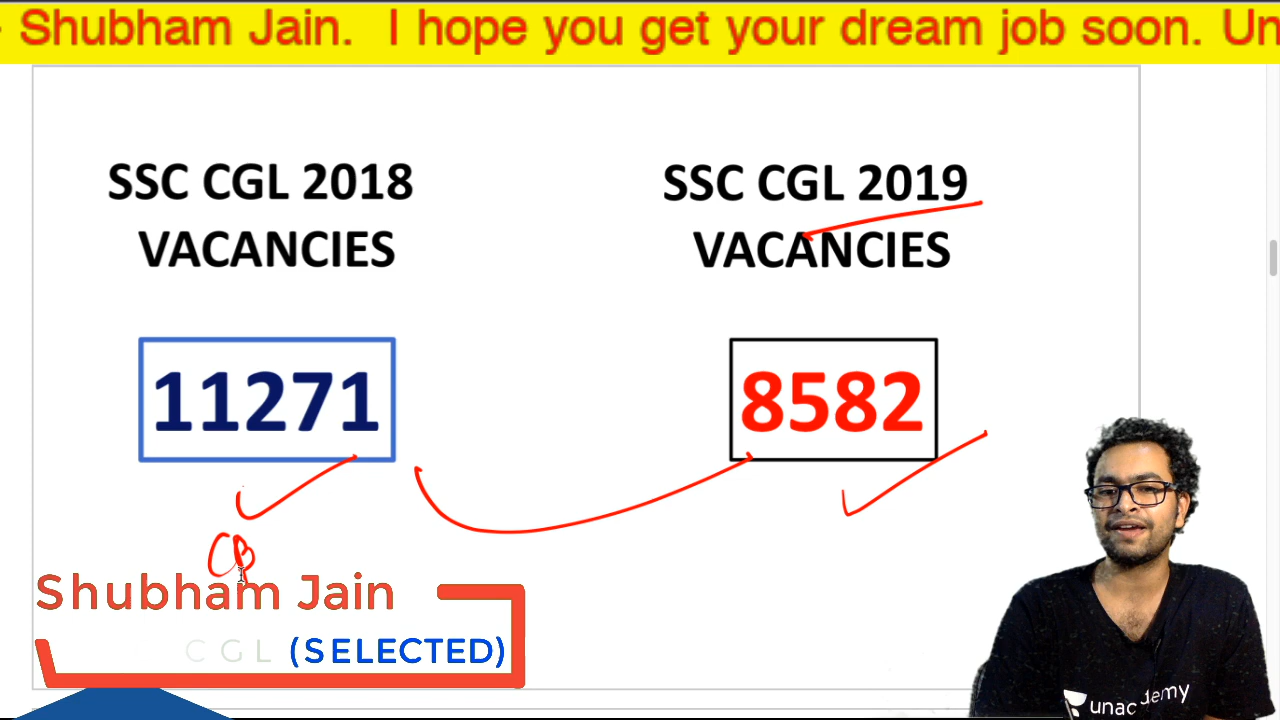 Shubham Jain. I hope you get your dream job soon. Un
SSC CGL 2018
VACANCIES
SSC CGL 2019
VACANCIES
11271
8582
CB
Shubham Jain
CGL (SELECTED)
unacademy